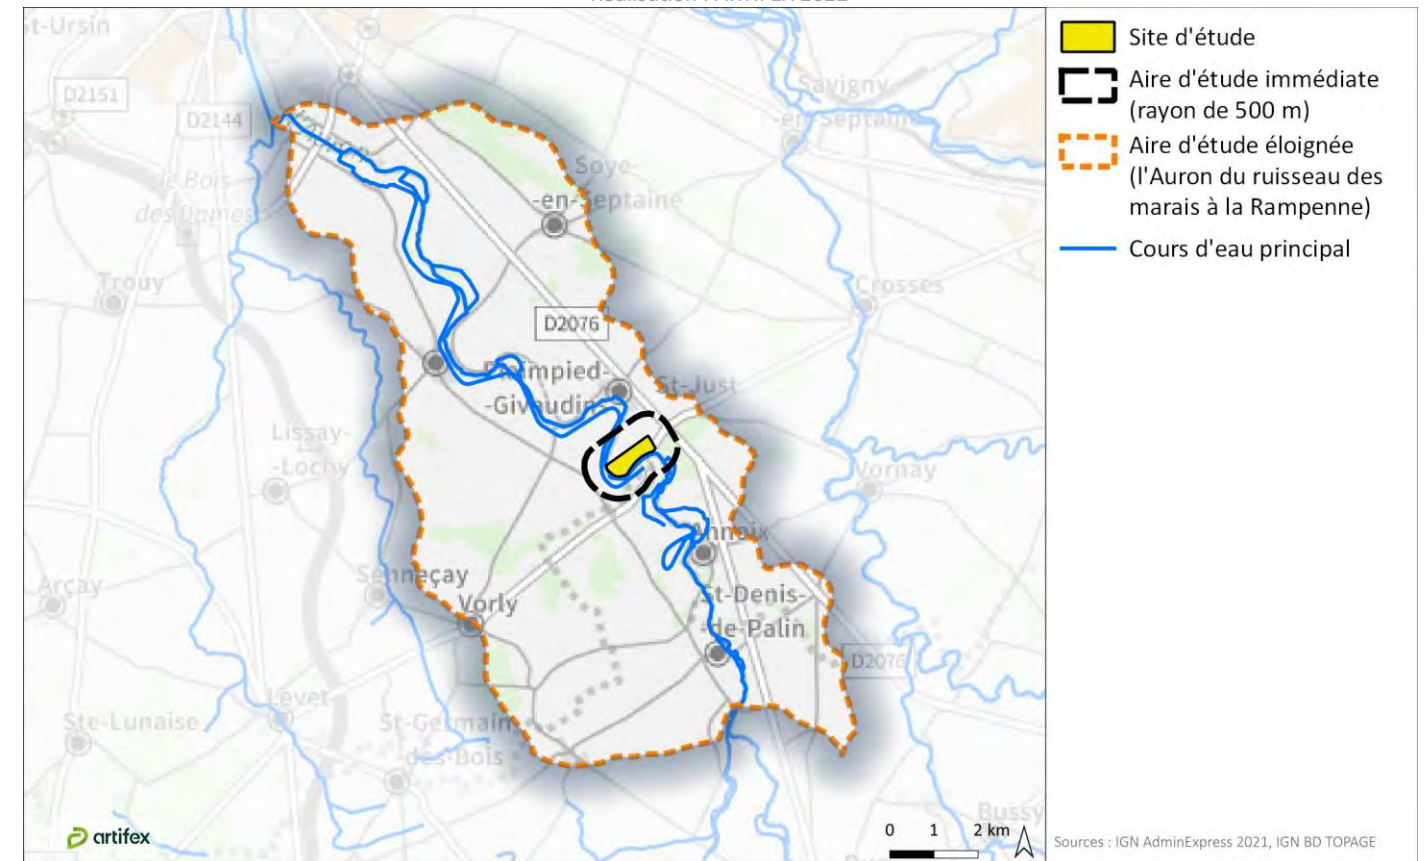 St-Ursin
D2151
D2144
Savigny
-en-Septaine
le Bois
des Dames
Soye-
-en-Septaine
Trouy
Crosses
D2076
Plaimpied-
-Givaudins
St-Just
Lissay-
-Lochy
Vornay
Annoix
Arçay
Senneçay
Vorly
St-Denis-
-de-Palin
D2076
Levet
Ste-Lunaise
St-Germain-
des-Bois
Bussy
artifex
0 1 2 km
Site d'étude
Aire d'étude immédiate
(rayon de 500 m)
Aire d'étude éloignée
(l'Auron du ruisseau des
marais à la Rampenne)
Cours d'eau principal
Sources : IGN AdminExpress 2021, IGN BD TOPAGE